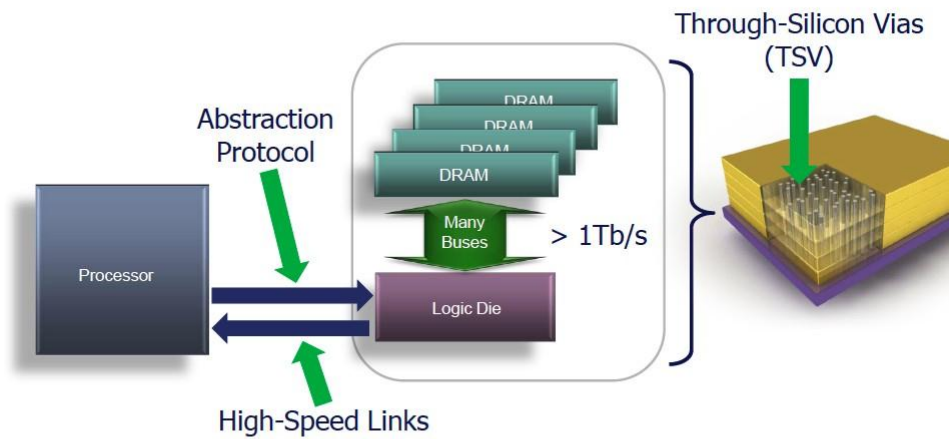 Through-Silicon Vias
(TSV)
Abstraction
Protocol
DRAM
DRAM
DRAM
DRAM
Many
Buses
> 1Tb/s
Processor
Logic Die
High-Speed Links